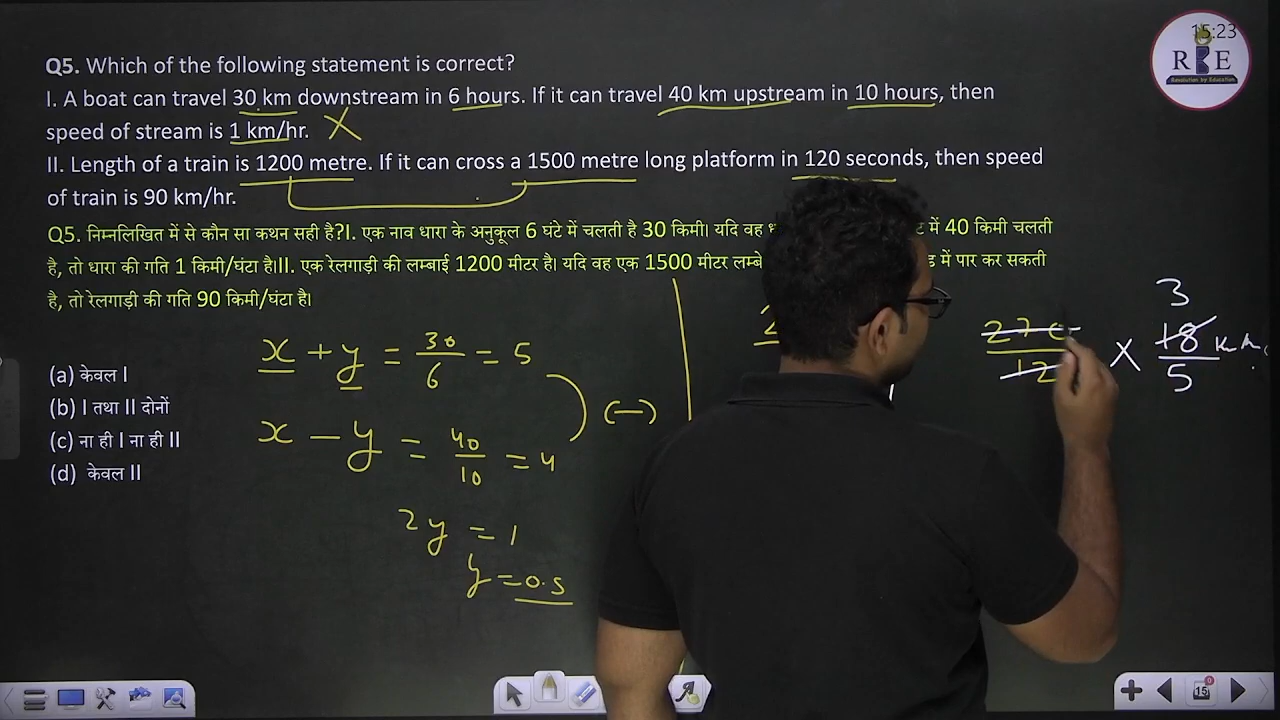 15:23
R E
Revolution by Education
Q5. Which of the following statement is correct?
I. A boat can travel 30 km downstream in 6 hours. If it can travel 40 km upstream in 10 hours, then
speed of stream is 1 km/hr. X
II. Length of a train is 1200 metre. If it can cross a 1500 metre long platform in 120 seconds, then speed
of train is 90 km/hr.
Q5. निम्नलिखित में से कौन सा कथन सही है?I. एक नाव धारा के अनुकूल 6 घंटे में चलती है 30 किमी। यदि वह में 40 किमी चलती
है, तो धारा की गति 1 किमी/घंटा है।II. एक रेलगाड़ी की लम्बाई 1200 मीटर है। यदि वह एक 1500 मीटर में पार कर सकती
है, तो रेलगाड़ी की गति 90 किमी/घंटा है।
(a) केवल I
(b) I तथा II दोनों
(c) ना ही I ना ही II
(d) केवल II
x + y = 30/6 = 5
x - y = 40/10 = 4
(-)
2y = 1
y = 0.5
3
× 18/5
15